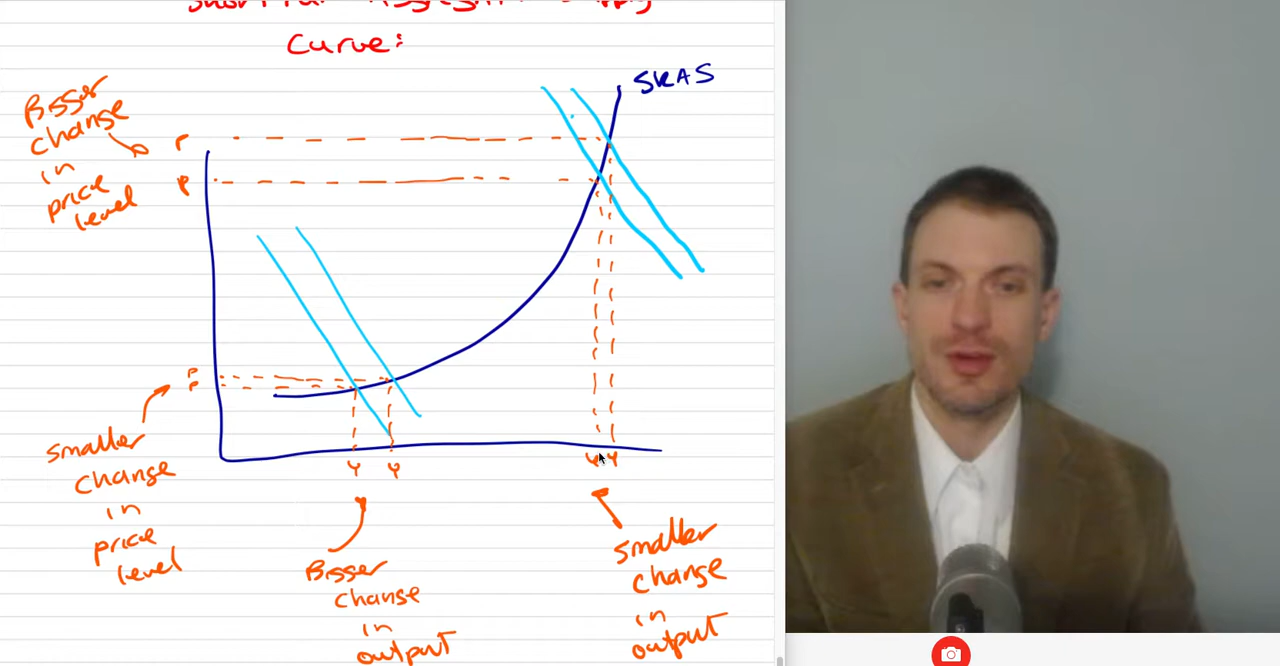 Curve:
SRAS
Bigger
change
in
price
level
P
P
P
P
smaller
change
in
price
level
Y Y
Y Y
Bigger
change
in
output
smaller
change
in
output